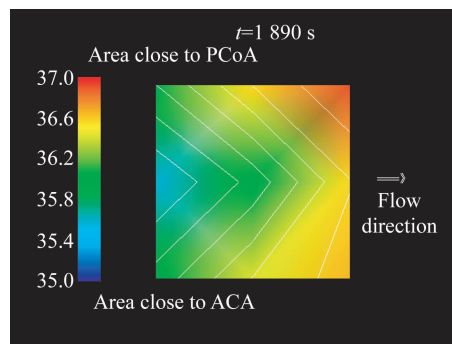 t=1 890 s
Area close to PCoA
37.0
36.6
36.2
35.8
35.4
35.0
Flow
direction
Area close to ACA